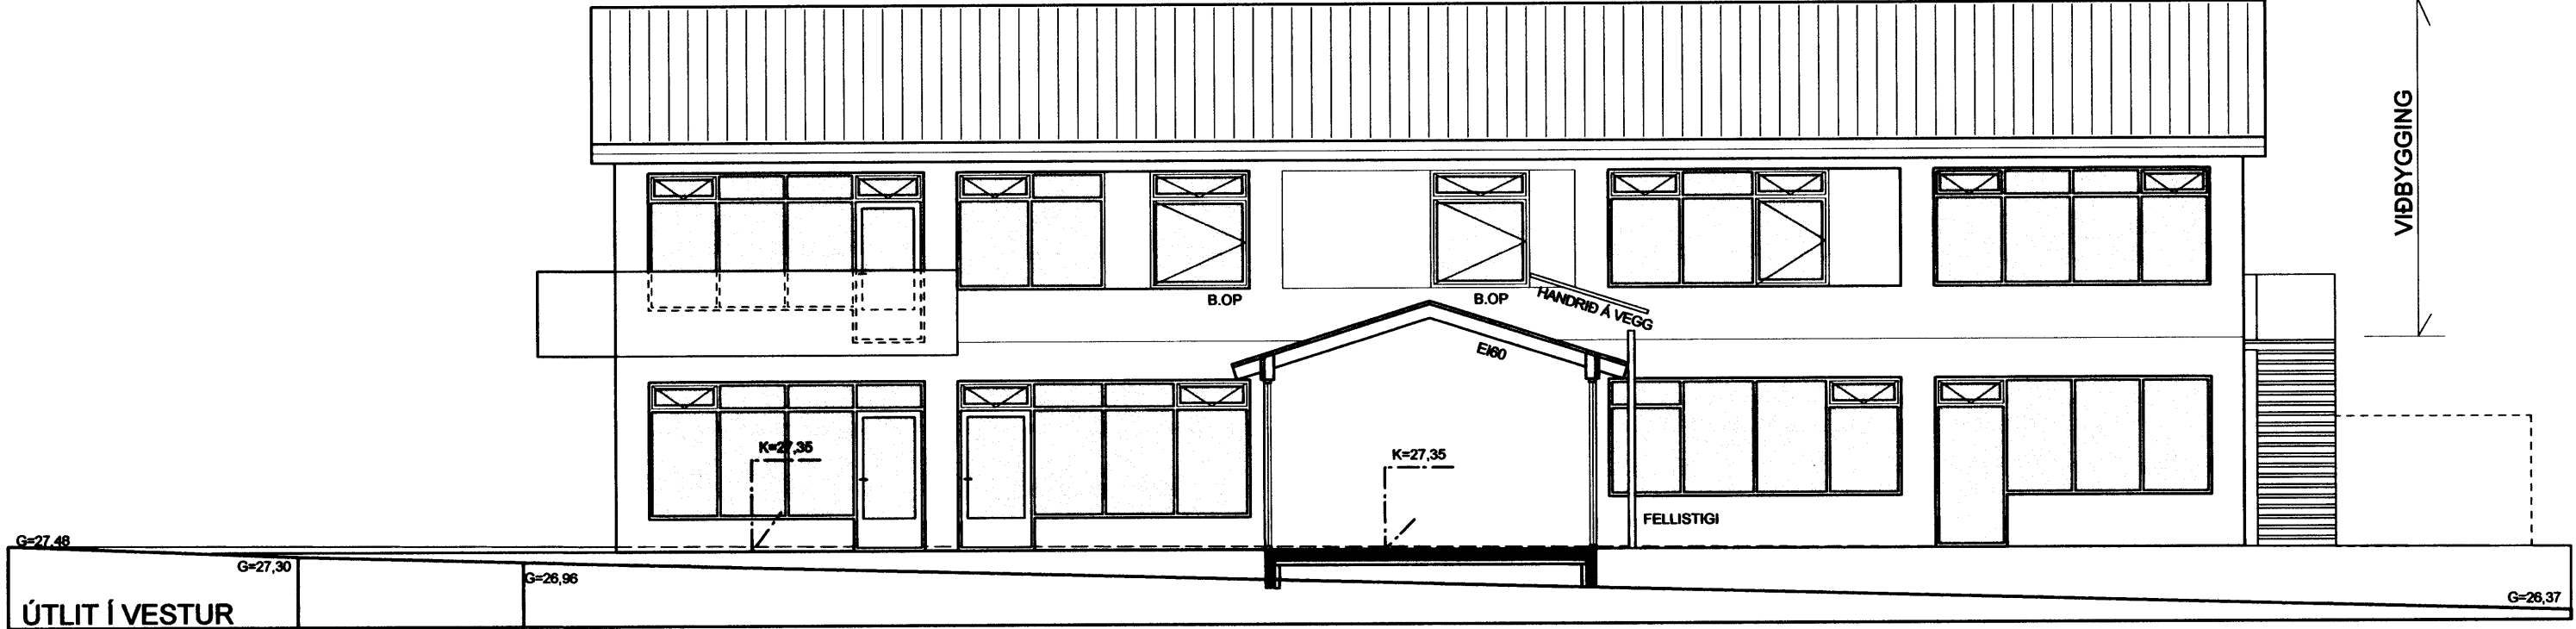 VIÐBYGGING
B.OP
B.OP
HANDRIÐ Á VEGG
EI60
K=27,35
K=27,35
FELLISTIGI
G=27,48
G=27,30
G=26,96
G=26,37
ÚTLIT Í VESTUR